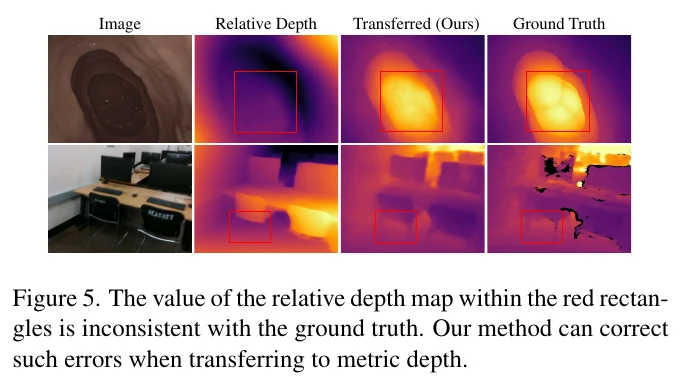 Image Relative Depth Transferred (Ours) Ground Truth
Figure 5. The value of the relative depth map within the red rectan-
gles is inconsistent with the ground truth. Our method can correct
such errors when transferring to metric depth.